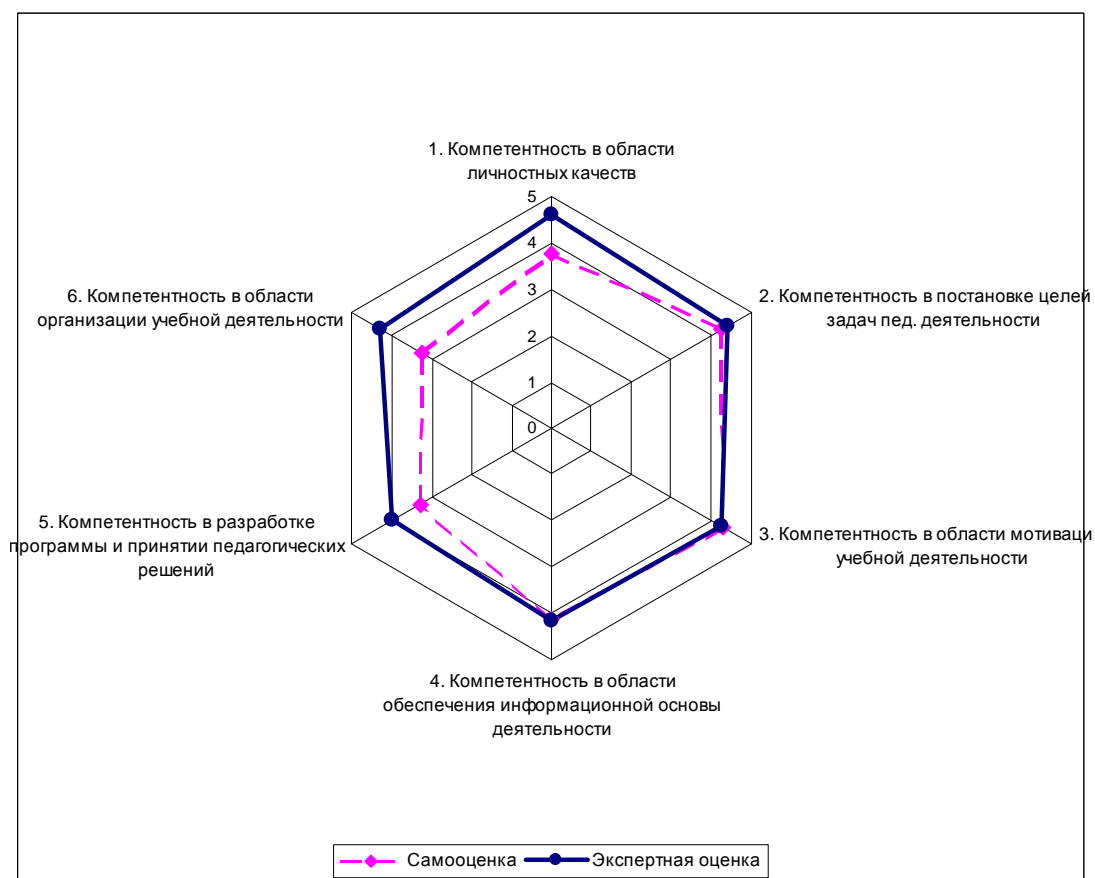 1. Компетентность в области
личностных качеств
5
4
3
2
1
0
2. Компетентность в постановке целей
задач пед. деятельности
3. Компетентность в области мотиваци
учебной деятельности
4. Компетентность в области
обеспечения информационной основы
деятельности
5. Компетентность в разработке
программы и принятии педагогических
решений
6. Компетентность в области
организации учебной деятельности
Самооценка
Экспертная оценка